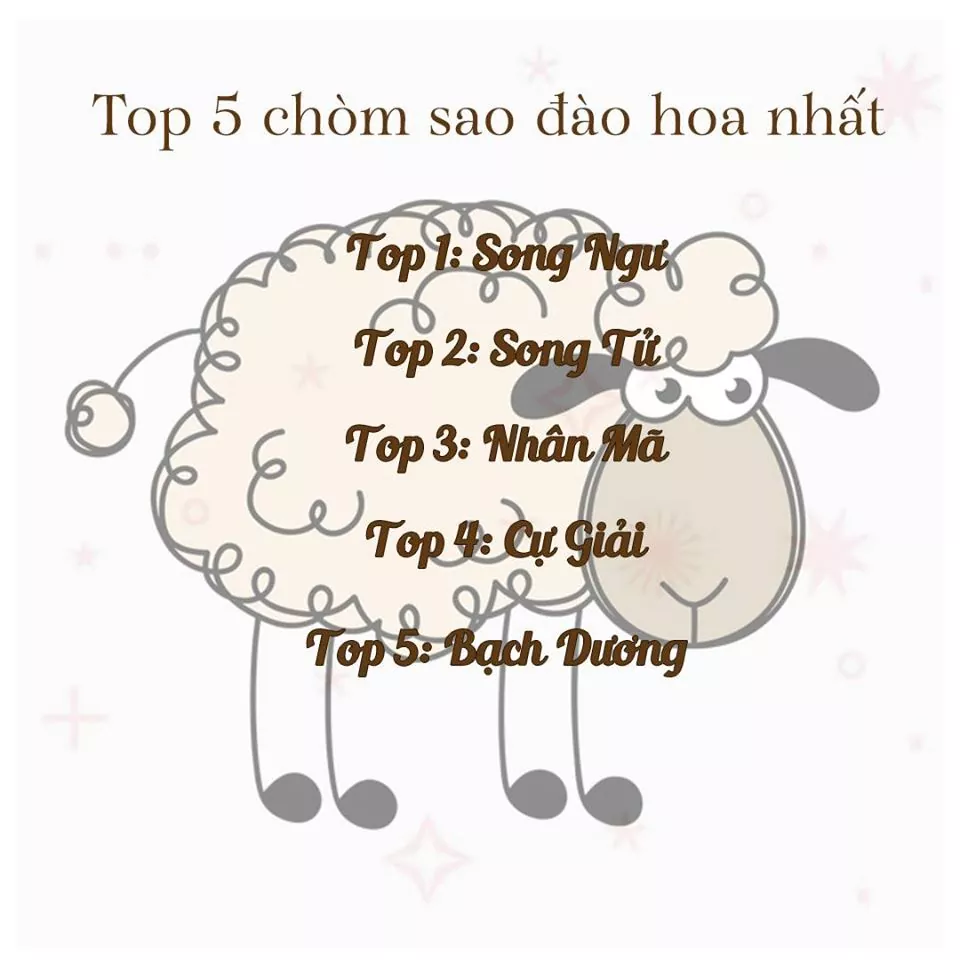 Top 5 chòm sao đào hoa nhất
Top 1: Song Ngư
Top 2: Song Tử
Top 3: Nhân Mã
Top 4: Cự Giải
Top 5: Bạch Dương